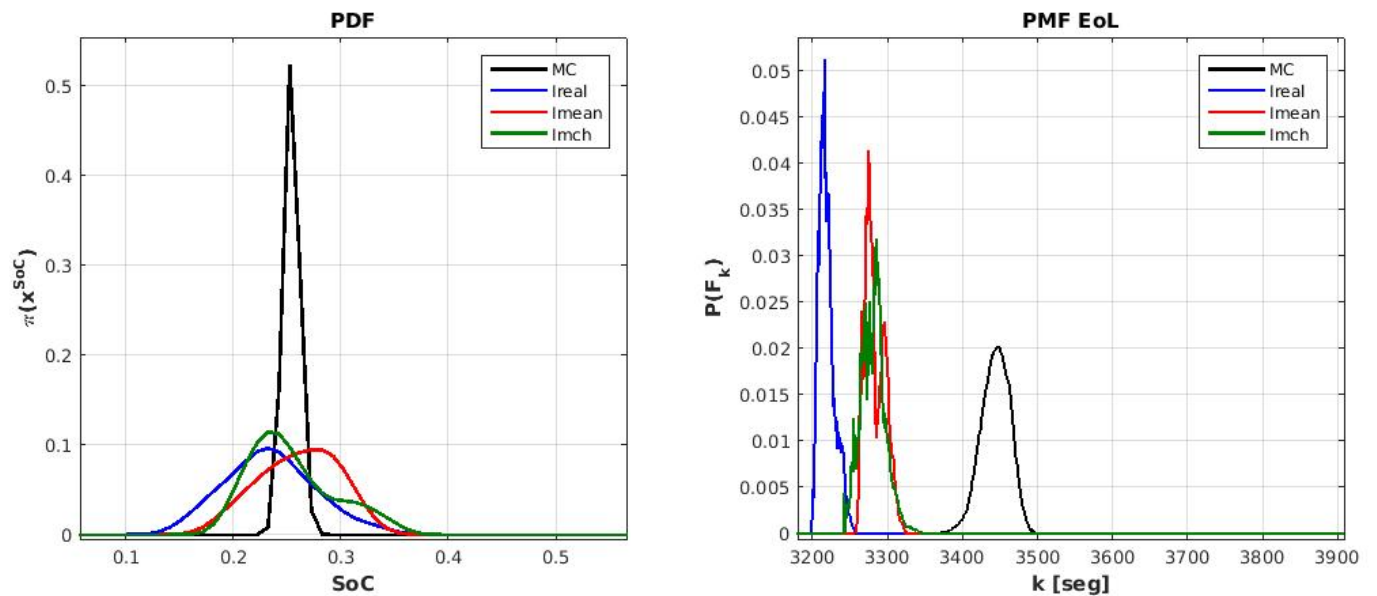 PDF
MC
Ireal
Imean
Imch
0.5
0.4
0.3
0.2
0.1
0
π(x^SoC)
0.1 0.2 0.3 0.4 0.5
SoC
PMF EoL
MC
Ireal
Imean
Imch
0.05
0.045
0.04
0.035
0.03
0.025
0.02
0.015
0.01
0.005
0
P(F_k)
3200 3300 3400 3500 3600 3700 3800 3900
k [seg]